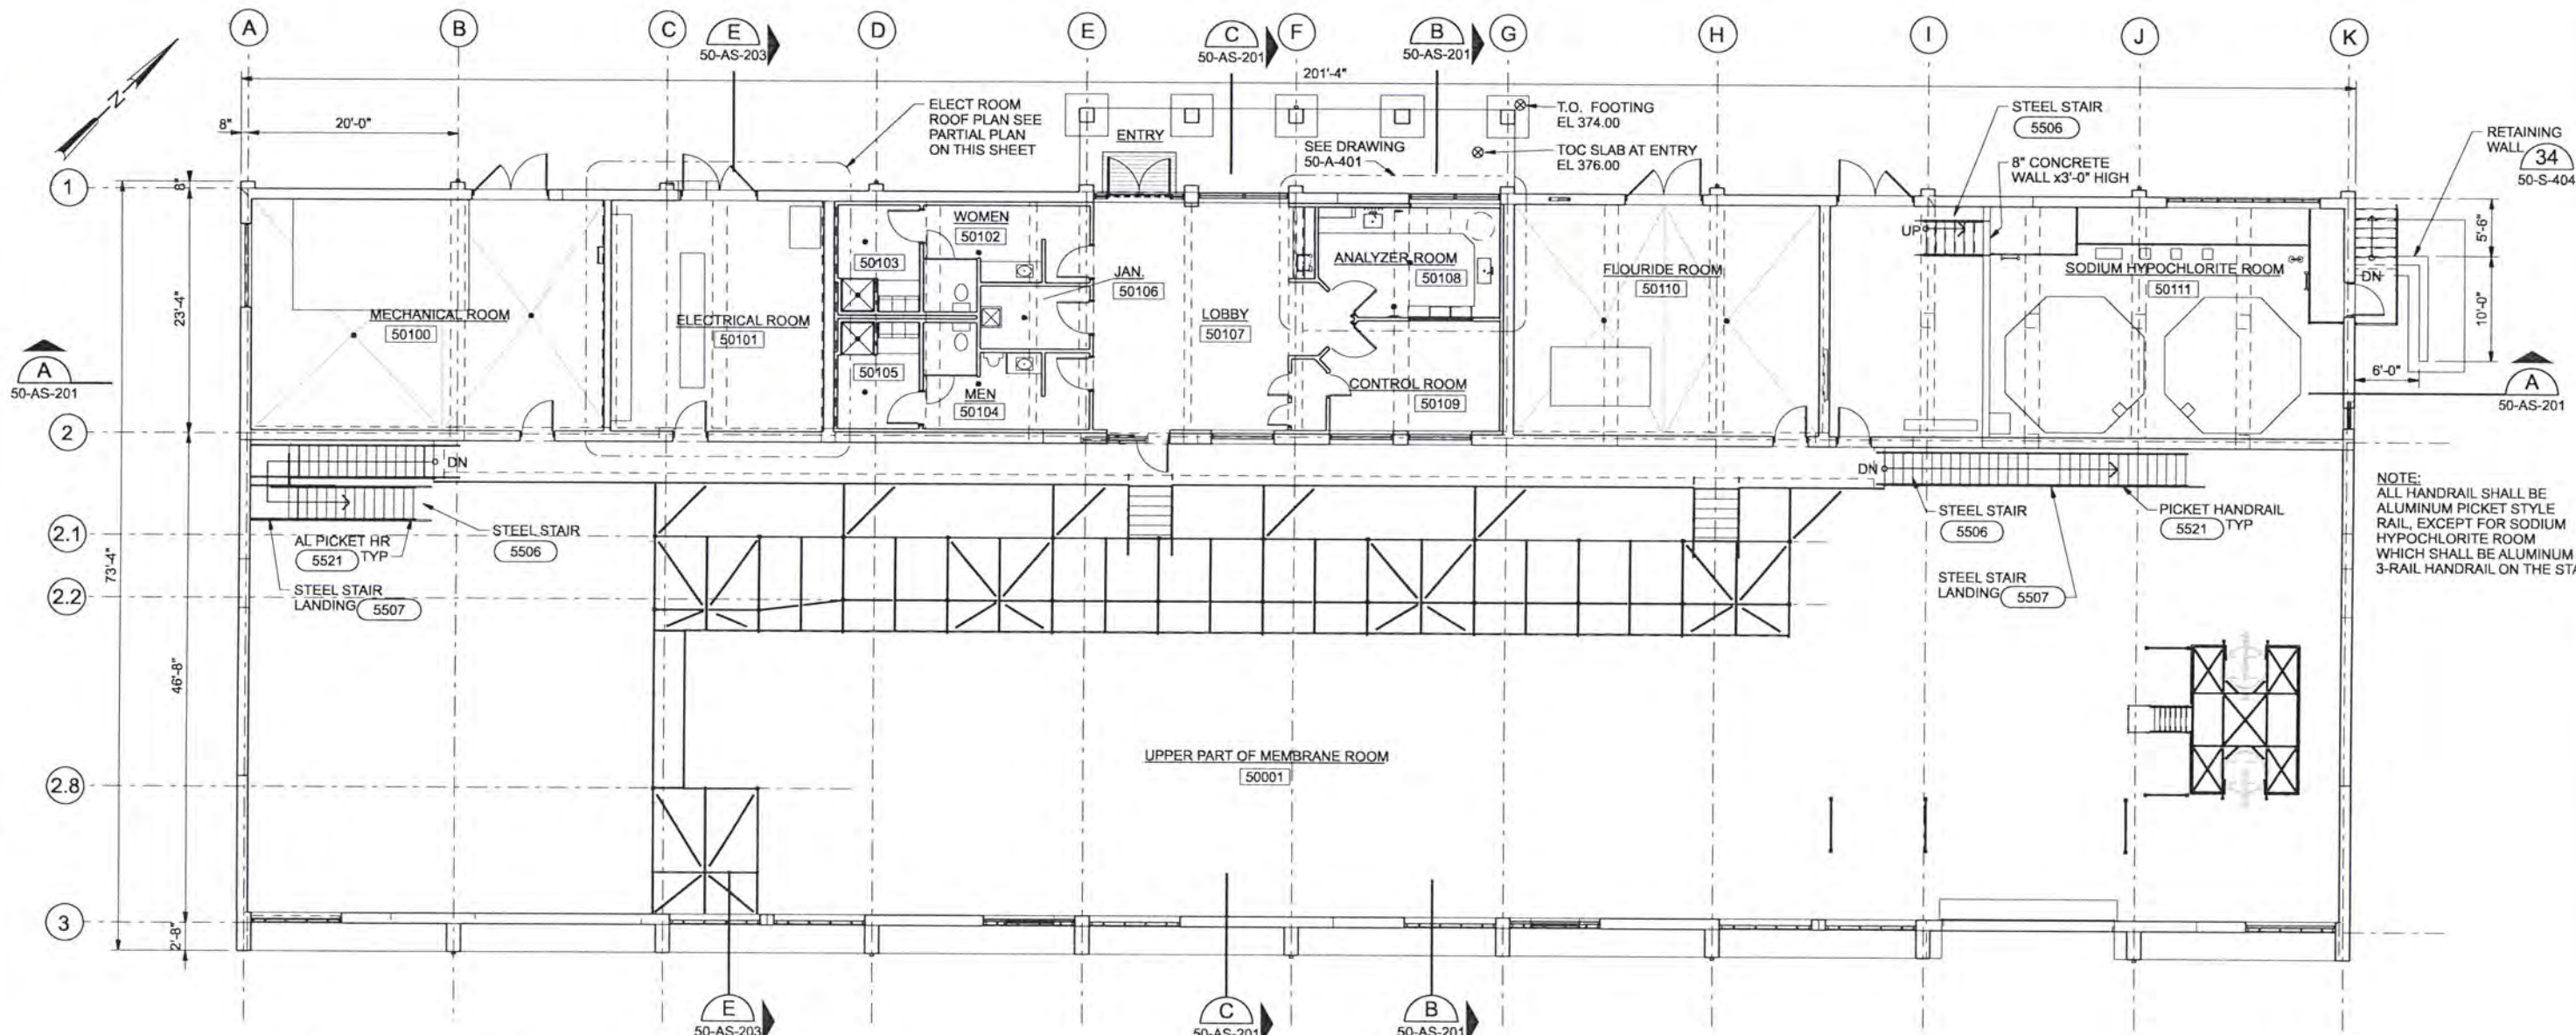 A B C D E F G H I J K
E
50-AS-203
C
50-AS-201
B
50-AS-201
201'-4"
N
8"
20'-0"
8"
ELECT ROOM
ROOF PLAN SEE
PARTIAL PLAN
ON THIS SHEET
ENTRY
T.O. FOOTING
EL 374.00
SEE DRAWING
50-A-401
TOC SLAB AT ENTRY
EL 376.00
STEEL STAIR
5506
8" CONCRETE
WALL x3'-0" HIGH
RETAINING
WALL
34
50-S-404
1
23'-4"
MECHANICAL ROOM
50100
ELECTRICAL ROOM
50101
WOMEN
50102
50103
JAN.
50106
50105
MEN
50104
LOBBY
50107
ANALYZER ROOM
50108
CONTROL ROOM
50109
FLOURIDE ROOM
50110
UP
SODIUM HYPOCHLORITE ROOM
50111
DN
5'-6"
10'-0"
6'-0"
A
50-AS-201
A
50-AS-201
2
DN
DN
STEEL STAIR
5506
AL PICKET HR
5521 TYP
STEEL STAIR
LANDING 5507
2.1
2.2
73'-4"
46'-8"
STEEL STAIR
5506
PICKET HANDRAIL
5521 TYP
STEEL STAIR
LANDING 5507
NOTE:
ALL HANDRAIL SHALL BE
ALUMINUM PICKET STYLE
RAIL, EXCEPT FOR SODIUM
HYPOCHLORITE ROOM
WHICH SHALL BE ALUMINUM
3-RAIL HANDRAIL ON THE STA
UPPER PART OF MEMBRANE ROOM
50001
2.8
3
2'-8"
E
50-AS-203
C
50-AS-201
B
50-AS-201